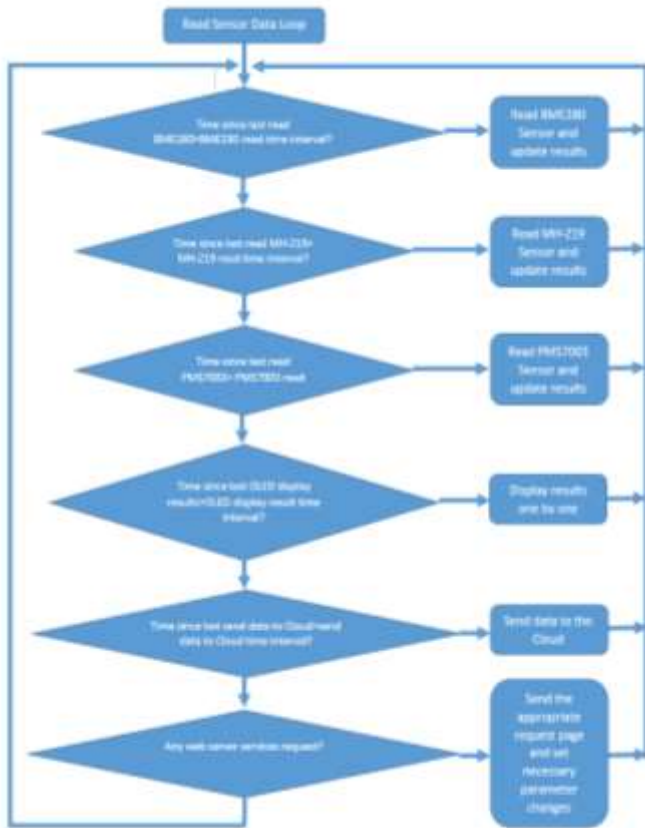 Read Sensor Data Loop
Time since last read
BME280>BME280 read time interval?
Read BME280
Sensor and
update results
Time since last read MH-Z19>
MH-Z19 read time interval?
Read MH-Z19
Sensor and
update results
Time since last read
PMS7003> PMS7003 read
Read PMS7003
Sensor and
update results
Time since last OLED display
results>OLED display result time
interval?
Display results
one by one
Time since last send data to Cloud>send
data to Cloud time interval?
Send data to the
Cloud
Any web server services request?
Send the
appropriate
request page
and set
necessary
parameter
changes